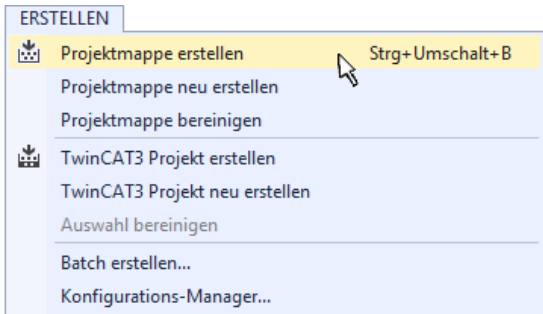 ERSTELLEN
Projektmappe erstellen Strg+Umschalt+B
Projektmappe neu erstellen
Projektmappe bereinigen
TwinCAT3 Projekt erstellen
TwinCAT3 Projekt neu erstellen
Auswahl bereinigen
Batch erstellen...
Konfigurations-Manager...